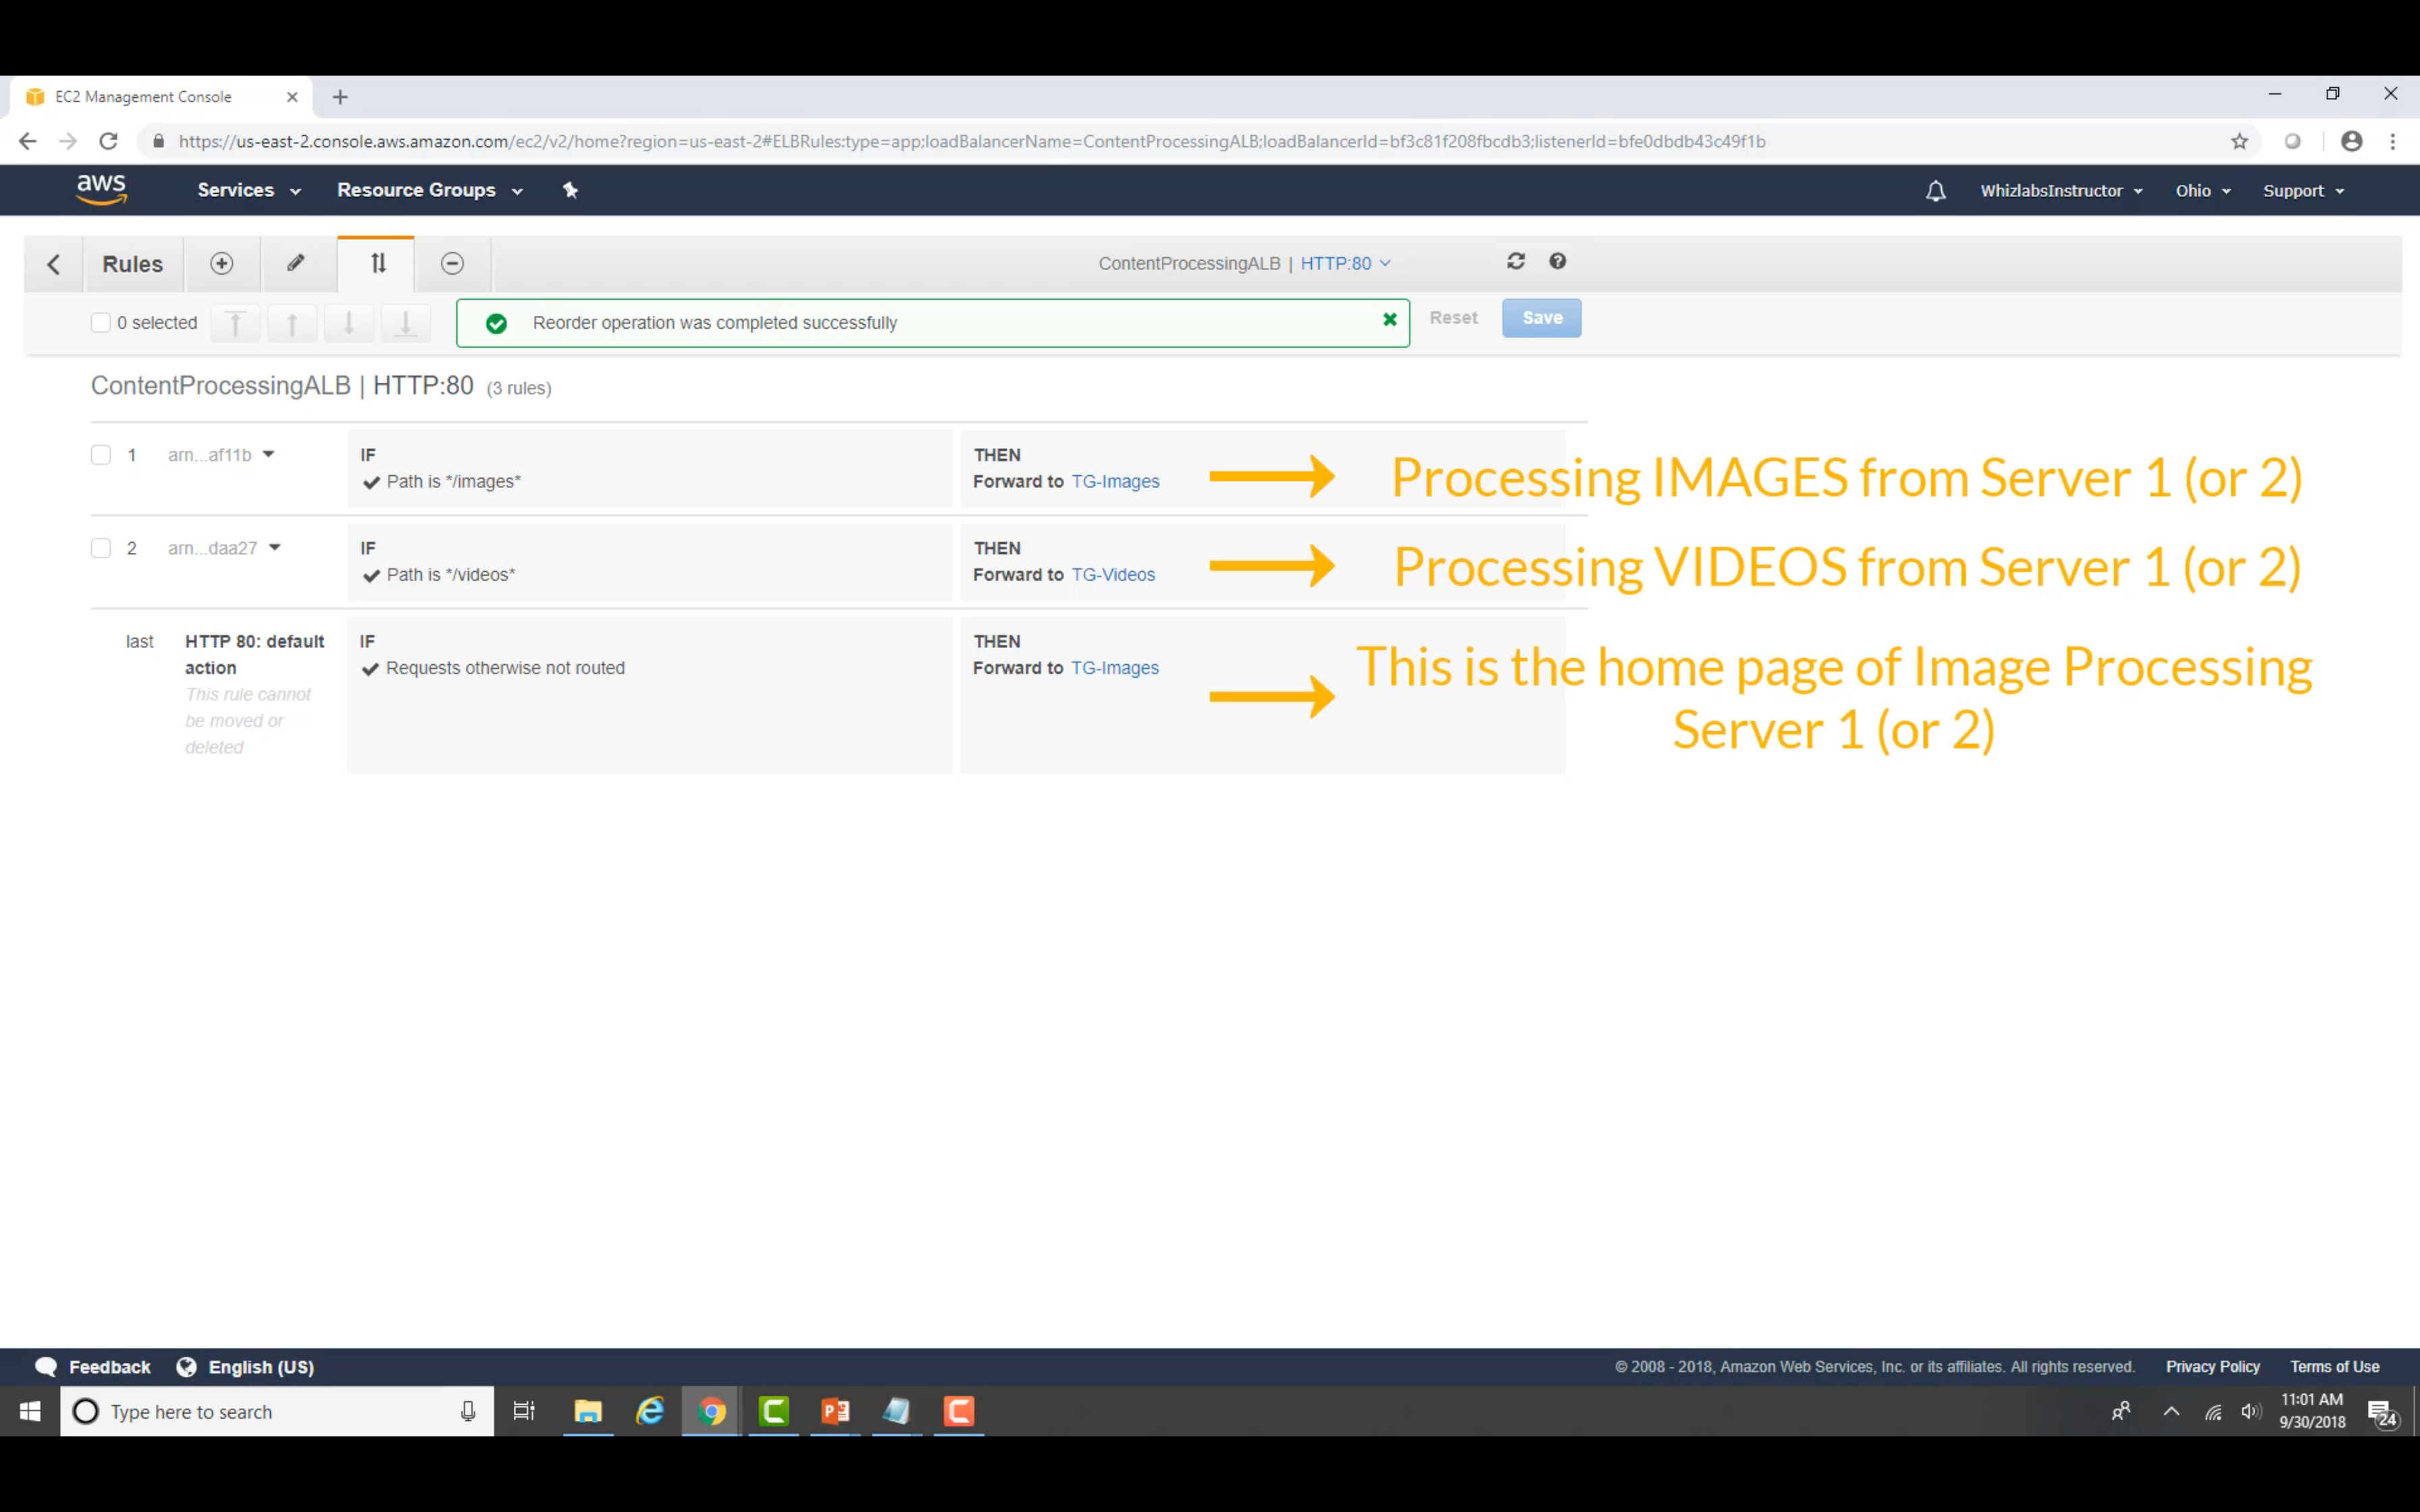 EC2 Management Console
https://us-east-2.console.aws.amazon.com/ec2/v2/home?region=us-east-2#ELBRules:type=app;loadBalancerName=ContentProcessingALB;loadBalancerId=bf3c81f208fbcdb3;listenerId=bfe0dbdb43c49f1b
aws Services Resource Groups WhizlabsInstructor Ohio Support
Rules ContentProcessingALB | HTTP:80
0 selected Reorder operation was completed successfully Reset Save
ContentProcessingALB | HTTP:80 (3 rules)
1 arn...af11b IF THEN
Path is */images* Forward to TG-Images Processing IMAGES from Server 1 (or 2)
2 arn...daa27 IF THEN
Path is */videos* Forward to TG-Videos Processing VIDEOS from Server 1 (or 2)
last HTTP 80: default IF THEN
action Requests otherwise not routed Forward to TG-Images This is the home page of Image Processing
This rule cannot
be moved or Server 1 (or 2)
deleted
Feedback English (US) © 2008 - 2018, Amazon Web Services, Inc. or its affiliates. All rights reserved. Privacy Policy Terms of Use
Type here to search 11:01 AM
9/30/2018 24